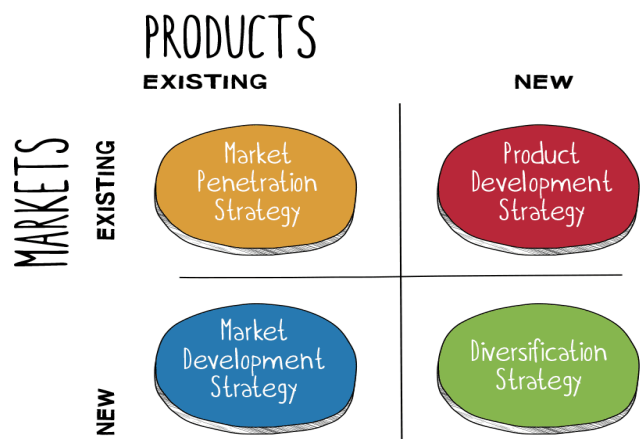 PRODUCTS
EXISTING
NEW
MARKETS
EXISTING
Market
Penetration
Strategy
Product
Development
Strategy
NEW
Market
Development
Strategy
Diversification
Strategy